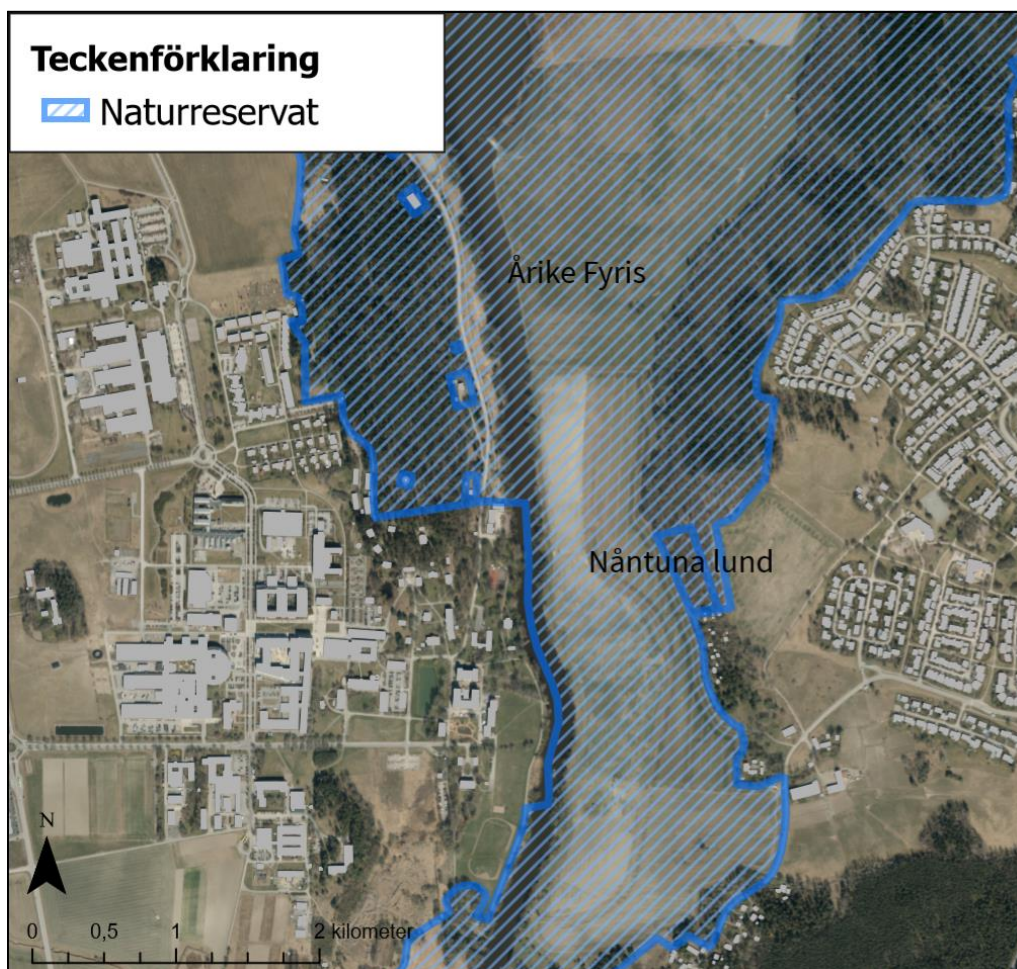 Teckenförklaring
Naturreservat
Årike Fyris
Nåntuna lund
N
0 0,5 1 2 kilometer